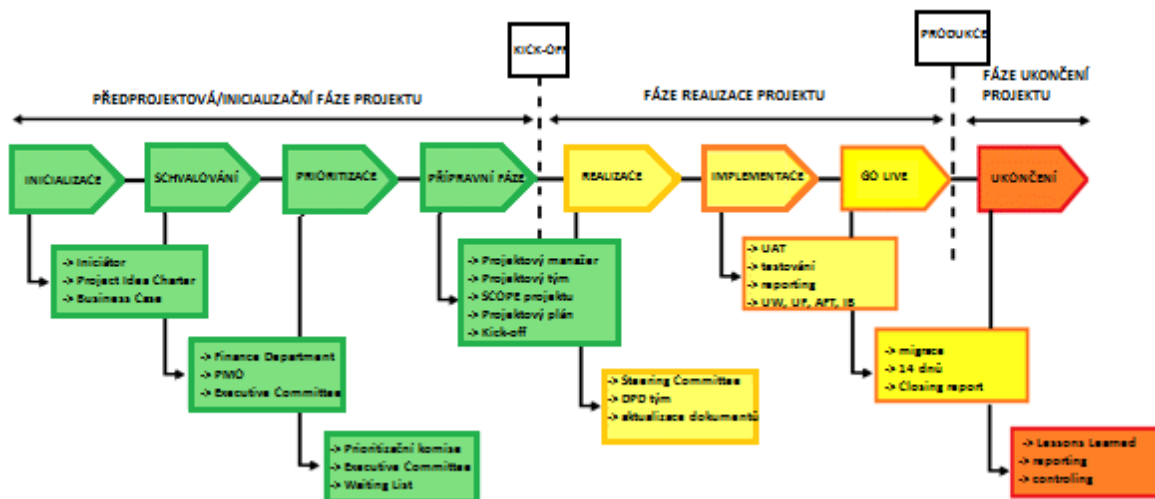 KICK-OFF
PRODUKCE
PŘEDPROJEKTOVÁ/INICIALIZAČNÍ FÁZE PROJEKTU
FÁZE REALIZACE PROJEKTU
FÁZE UKONČENÍ
PROJEKTU
INICIALIZACE
SCHVALOVÁNÍ
PRIORITIZACE
PŘÍPRAVNÍ FÁZE
REALIZACE
IMPLEMENTACE
GO LIVE
UKONČENÍ
-> Iniciátor
-> Project Idea Charter
-> Business Case
-> Projektový manažer
-> Projektový tým
-> SCOPE projektu
-> Projektový plán
-> Kick-off
-> UAT
-> testování
-> reporting
-> UW, UF, AFT, IS
-> Finance Department
-> PMO
-> Executive Committee
-> Steering Committee
-> DPD tým
-> aktualizace dokumentů
-> migrace
-> 14 dnů
-> Closing report
-> Prioritizační komise
-> Executive Committee
-> Waiting List
-> Lessons Learned
-> reporting
-> controling